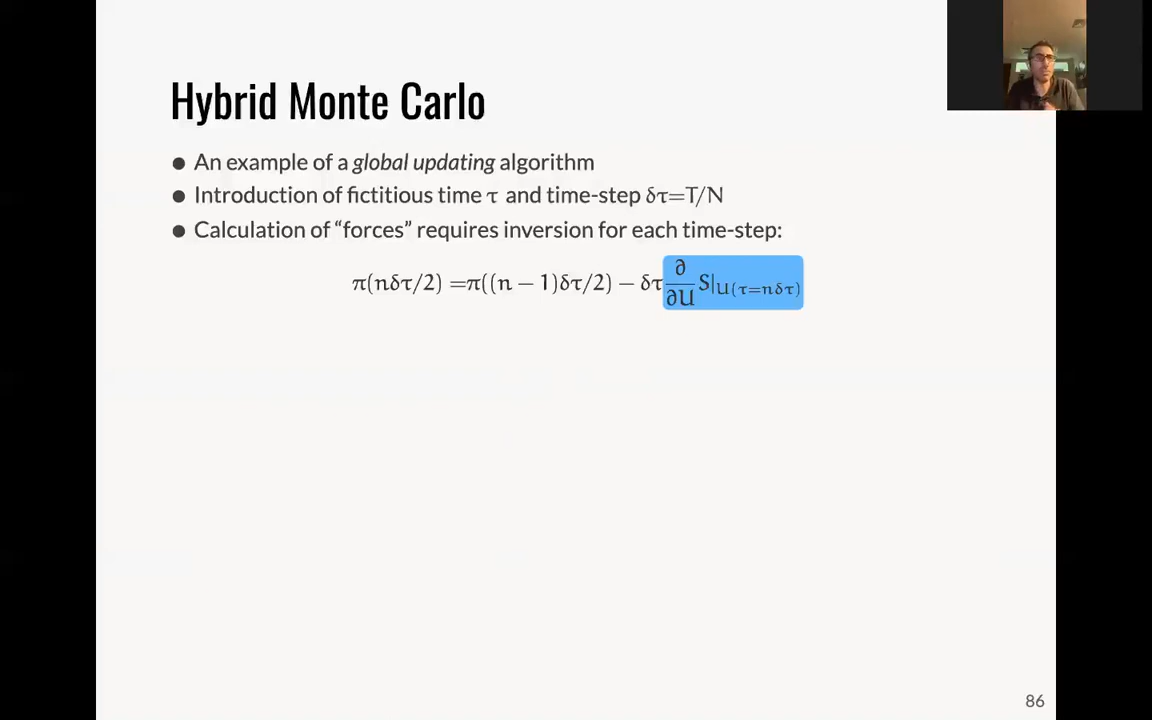 Hybrid Monte Carlo
● An example of a global updating algorithm
● Introduction of fictitious time τ and time-step δτ=T/N
● Calculation of “forces” requires inversion for each time-step:
π(nδτ/2) =π((n − 1)δτ/2) − δτ ∂/∂U S|U(τ=nδτ)
86